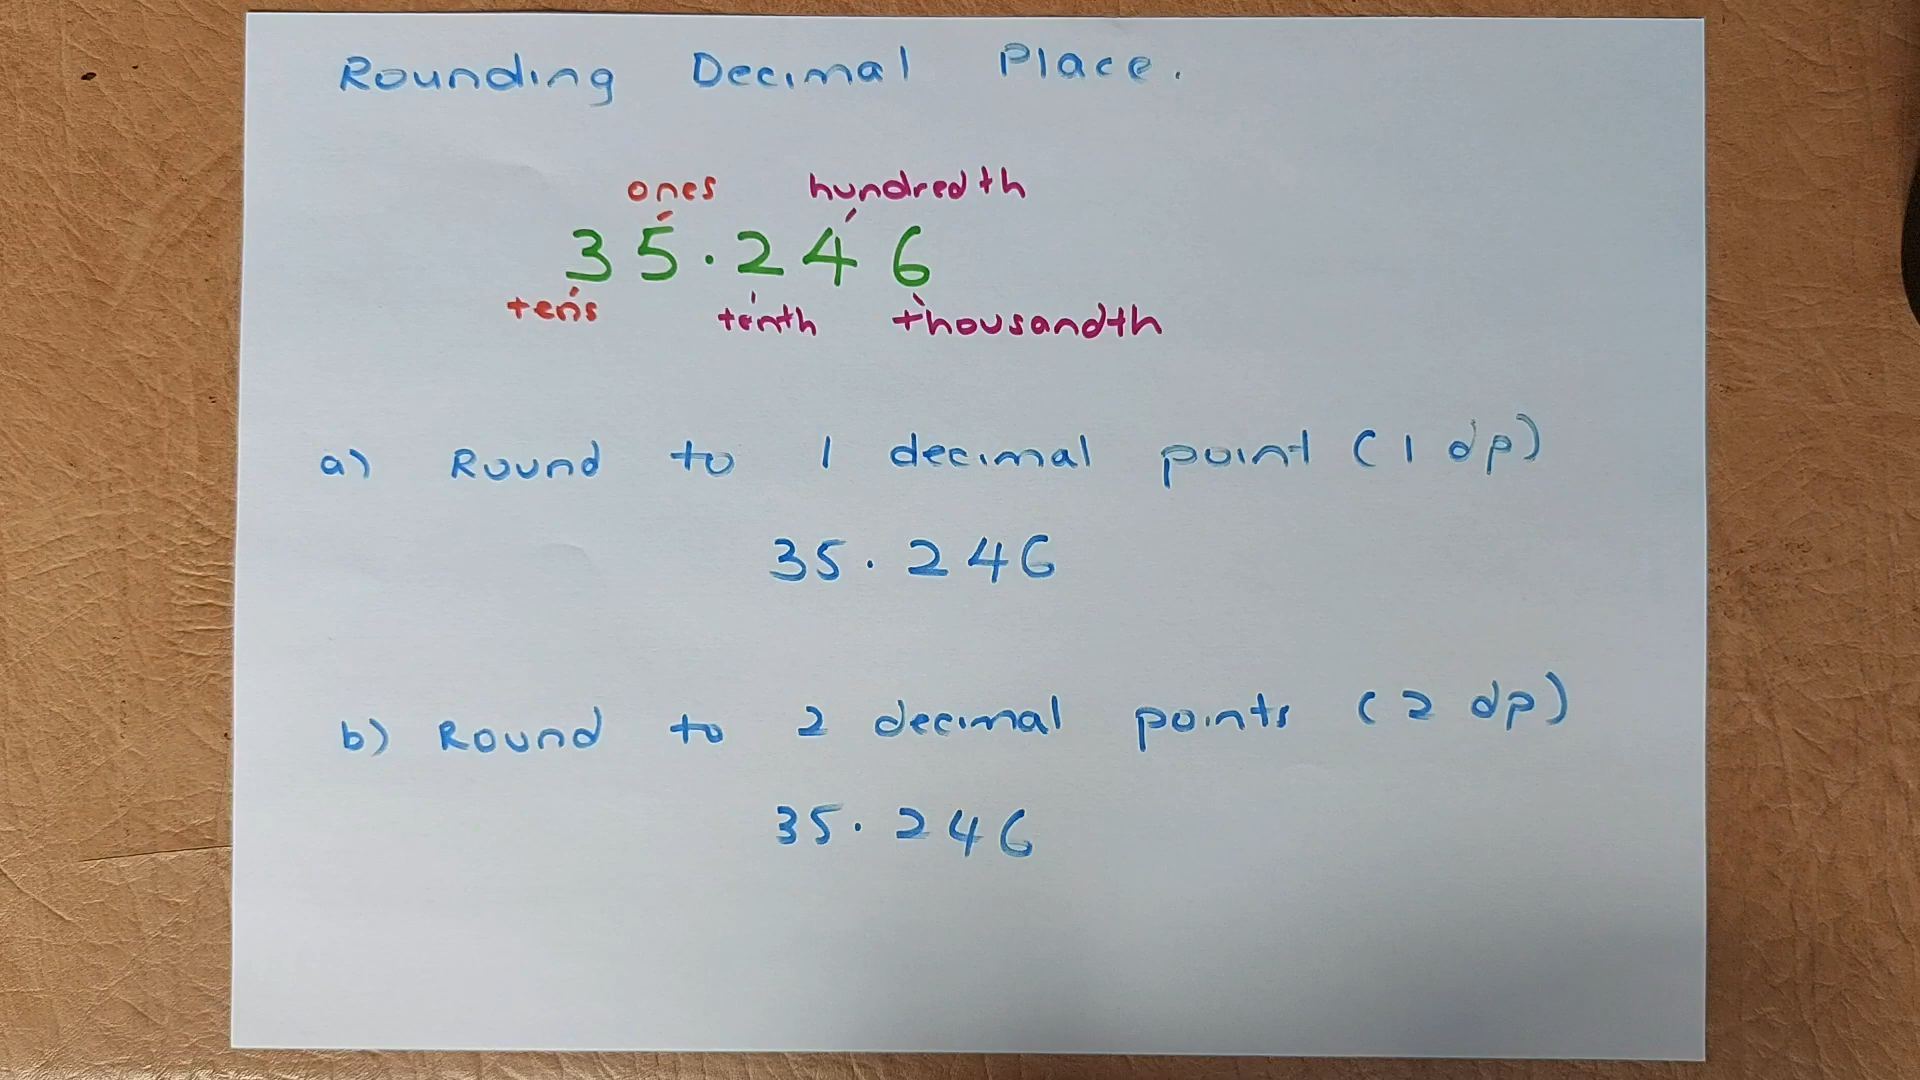 Rounding Decimal Place.
ones hundredth
35.246
tens tenth thousandth
a) Round to 1 decimal point (1 dp)
35.246
b) Round to 2 decimal points (2 dp)
35.246